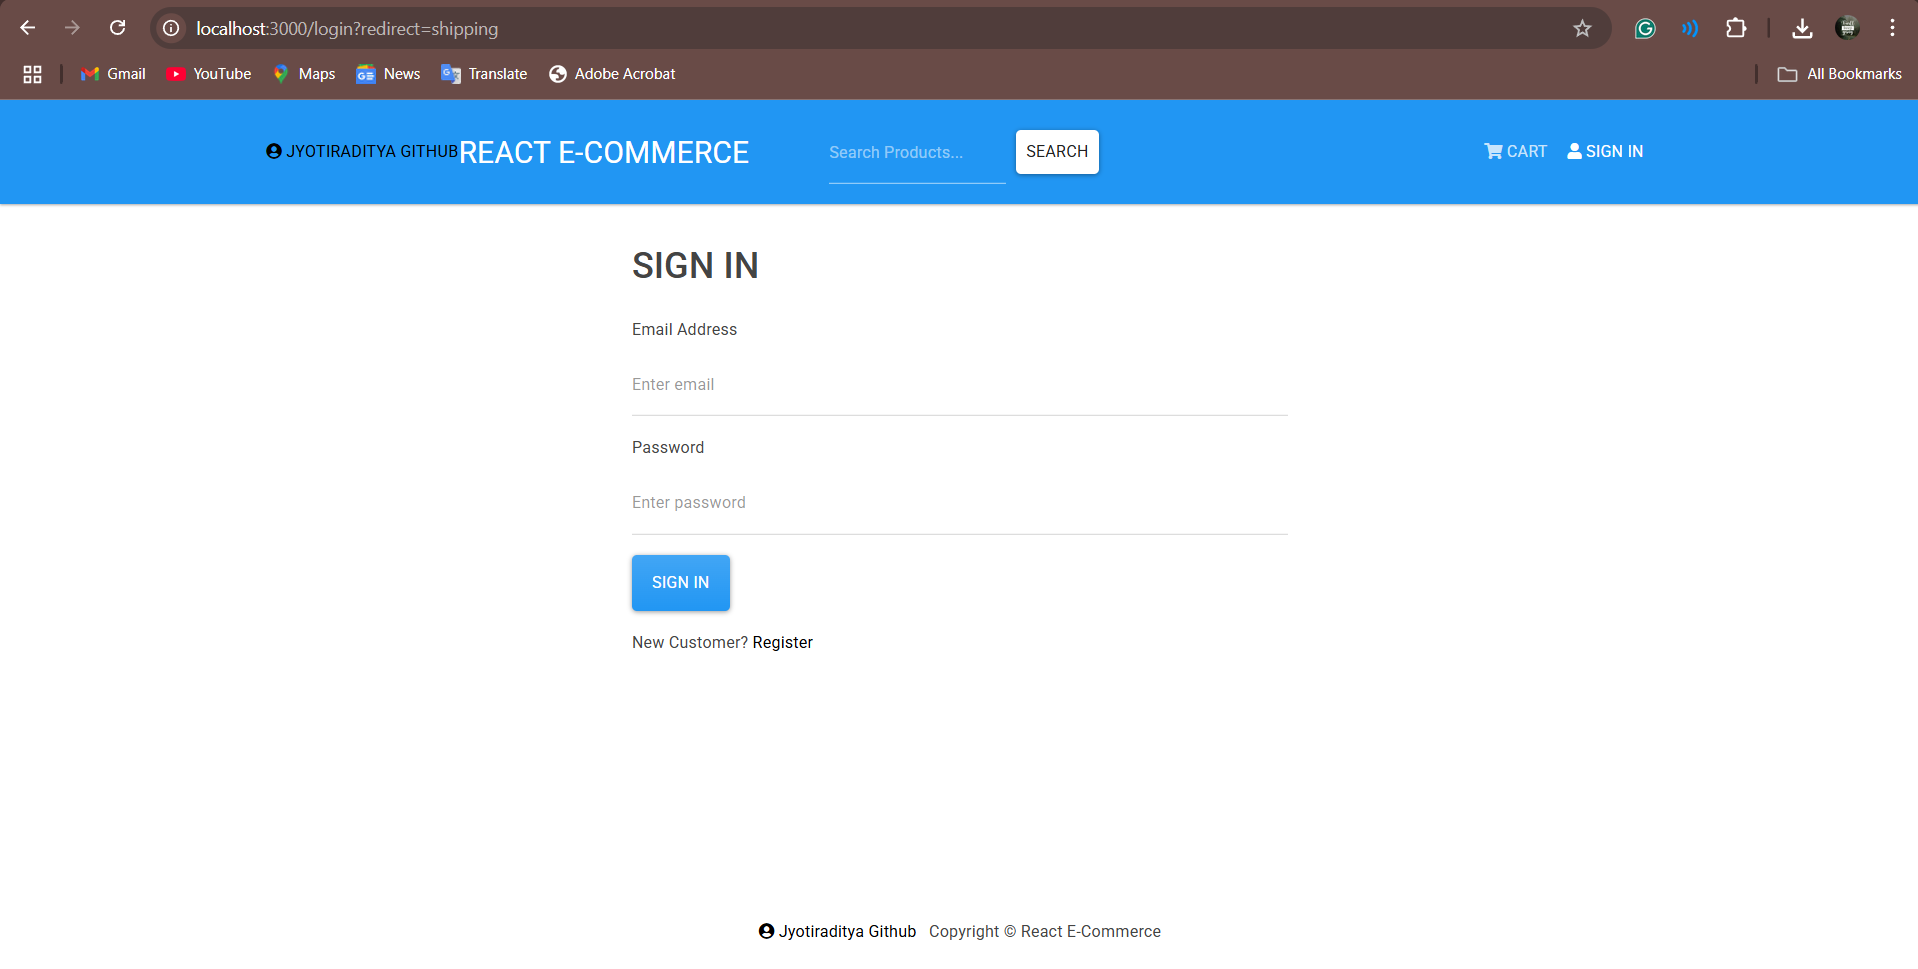 localhost:3000/login?redirect=shipping
Gmail YouTube Maps News Translate Adobe Acrobat All Bookmarks
JYOTIRADITYA GITHUB REACT E-COMMERCE Search Products... SEARCH CART SIGN IN
SIGN IN
Email Address
Enter email
Password
Enter password
SIGN IN
New Customer? Register
Jyotiraditya Github Copyright © React E-Commerce